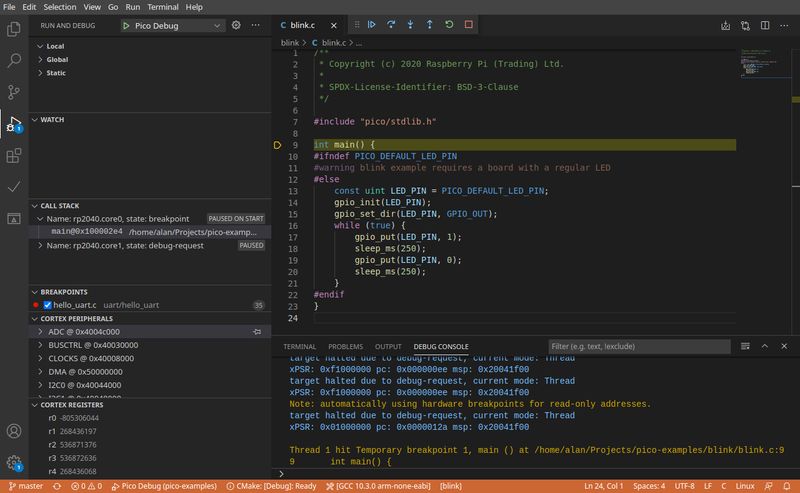 File Edit Selection View Go Run Terminal Help
RUN AND DEBUG Pico Debug
Local
Global
Static
WATCH
CALL STACK
Name: rp2040.core0, state: breakpoint PAUSED ON START
main@0x100002e4 /home/alan/Projects/pico-examp...
Name: rp2040.core1, state: debug-request PAUSED
BREAKPOINTS
hello_uart.c uart/hello_uart 35
CORTEX PERIPHERALS
ADC @ 0x4004c000
BUSCTRL @ 0x40030000
CLOCKS @ 0x40008000
DMA @ 0x50000000
I2C0 @ 0x40044000
I2C1 @ 0x40048000
CORTEX REGISTERS
r0 -805306044
r1 268436197
r2 536871376
r3 536872636
r4 268436068
blink.c
blink > blink.c > ...
1 /**
2 * Copyright (c) 2020 Raspberry Pi (Trading) Ltd.
3 *
4 * SPDX-License-Identifier: BSD-3-Clause
5 */
6
7 #include "pico/stdlib.h"
8
9 int main() {
10 #ifndef PICO_DEFAULT_LED_PIN
11 #warning blink example requires a board with a regular LED
12 #else
13 const uint LED_PIN = PICO_DEFAULT_LED_PIN;
14 gpio_init(LED_PIN);
15 gpio_set_dir(LED_PIN, GPIO_OUT);
16 while (true) {
17 gpio_put(LED_PIN, 1);
18 sleep_ms(250);
19 gpio_put(LED_PIN, 0);
20 sleep_ms(250);
21 }
22 #endif
23 }
24
TERMINAL PROBLEMS OUTPUT DEBUG CONSOLE Filter (e.g. text, !exclude)
target halted due to debug-request, current mode: Thread
xPSR: 0xf1000000 pc: 0x000000ee msp: 0x20041f00
target halted due to debug-request, current mode: Thread
xPSR: 0xf1000000 pc: 0x000000ee msp: 0x20041f00
Note: automatically using hardware breakpoints for read-only addresses.
target halted due to debug-request, current mode: Thread
xPSR: 0x01000000 pc: 0x0000012a msp: 0x20041f00
Thread 1 hit Temporary breakpoint 1, main () at /home/alan/Projects/pico-examples/blink/blink.c:9
9 int main() {
master 0 0 Pico Debug (pico-examples) CMake: [Debug]: Ready [GCC 10.3.0 arm-none-eabi] [blink] Ln 24, Col 1 Spaces: 4 UTF-8 LF C Linux